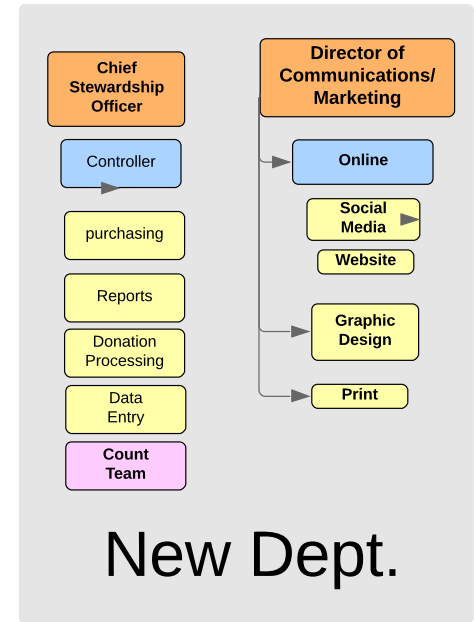 Chief
Stewardship
Officer
Controller
purchasing
Reports
Donation
Processing
Data
Entry
Count
Team
Director of
Communications/
Marketing
Online
Social
Media
Website
Graphic
Design
Print
New Dept.